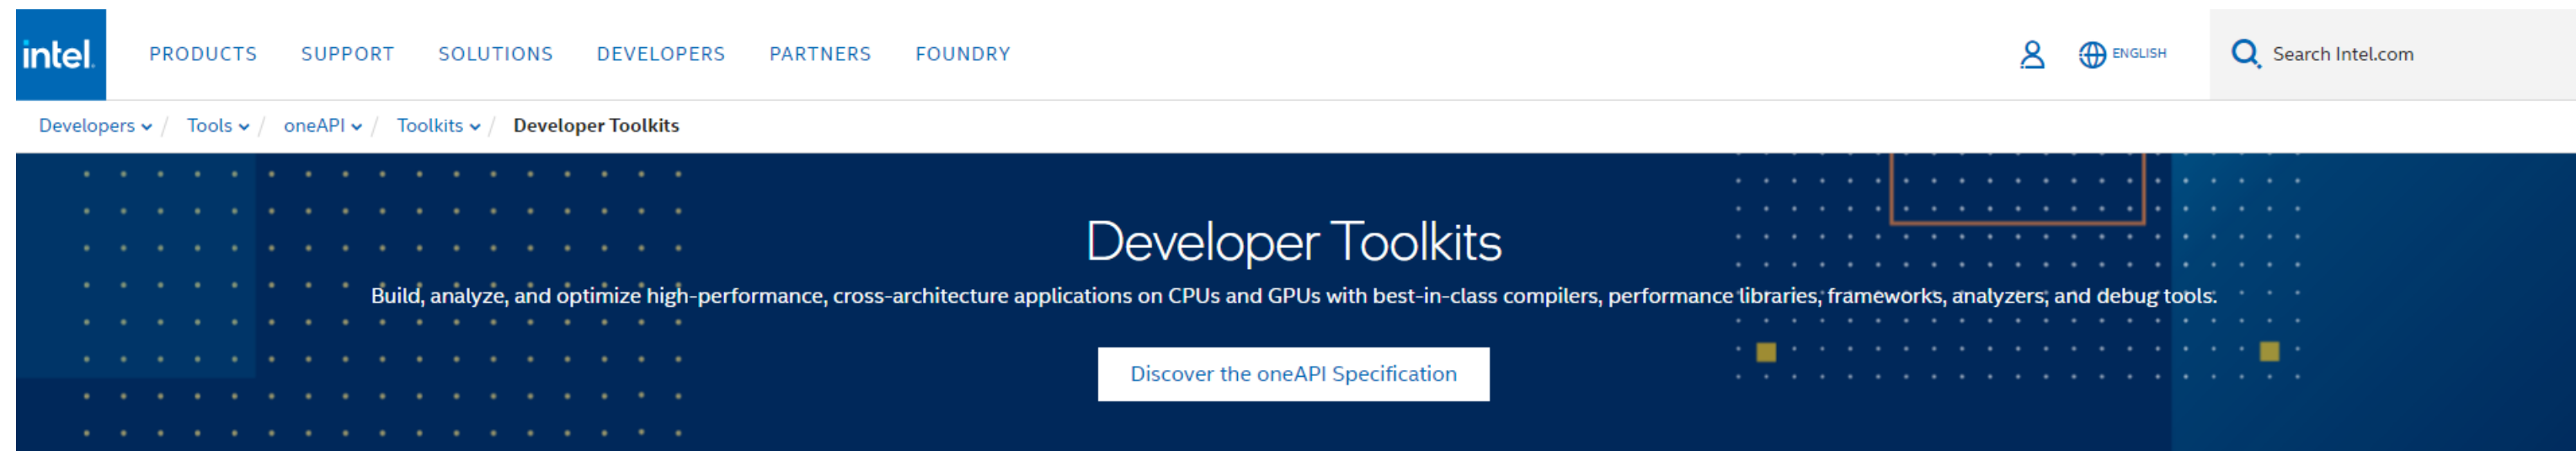 intel. PRODUCTS SUPPORT SOLUTIONS DEVELOPERS PARTNERS FOUNDRY ENGLISH Search Intel.com
Developers / Tools / oneAPI / Toolkits / Developer Toolkits
Developer Toolkits
Build, analyze, and optimize high-performance, cross-architecture applications on CPUs and GPUs with best-in-class compilers, performance libraries, frameworks, analyzers, and debug tools.
Discover the oneAPI Specification